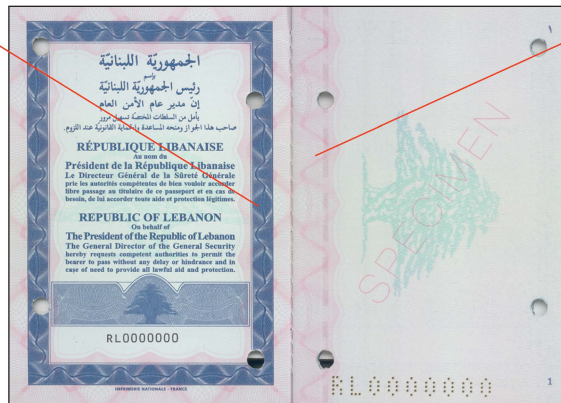 الجمهوريّة اللبنانيّة
باسم
رئيس الجمهوريّة اللبنانيّة
إنّ مدير عام الأمن العام
يأمل من السلطات المختصّة تسهيل مرور
صاحب هذا الجواز ومنحه المساعدة والحماية القانونيّة عند اللزوم.
RÉPUBLIQUE LIBANAISE
Au nom du
Président de la République Libanaise
Le Directeur Général de la Sûreté Générale
prie les autorités compétentes de bien vouloir accorder
libre passage au titulaire de ce passeport et en cas de
besoin, de lui accorder toute aide et protection légitimes.
REPUBLIC OF LEBANON
On behalf of
The President of the Republic of Lebanon
The General Director of the General Security
hereby requests competent authorities to permit the
bearer to pass without any delay or hindrance and in
case of need to provide all lawful aid and protection.
RL0000000
IMPRIMERIE NATIONALE - FRANCE
١
SPECIMEN
RL0000000
1